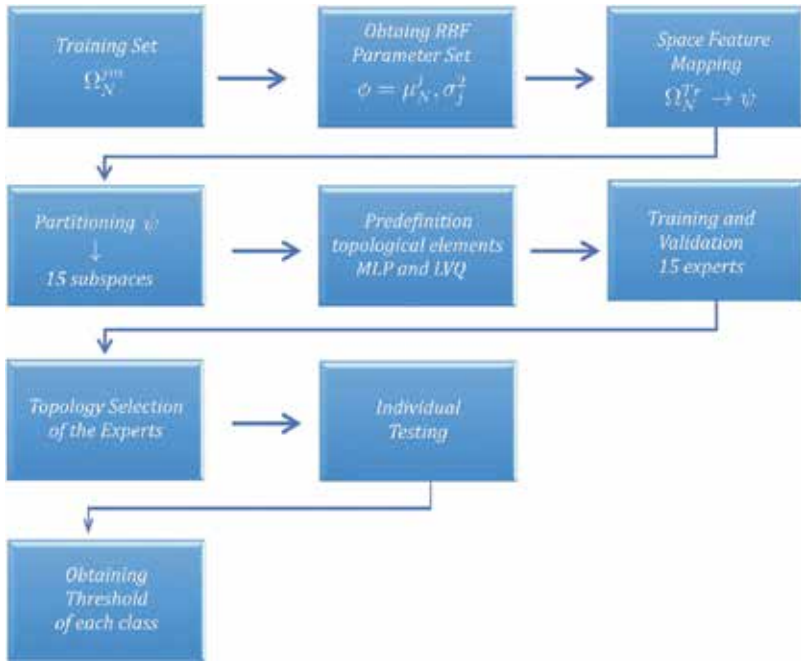 Training Set
Ω_N^{sm}
Obtaing RBF
Parameter Set
ϕ = μ_N^j, σ_j^2
Space Feature
Mapping
Ω_N^{Tr} → ψ
Partitioning ψ
↓
15 subspaces
Predefinition
topological elements
MLP and LVQ
Training and
Validation
15 experts
Topology Selection
of the Experts
Individual
Testing
Obtaining
Threshold
of each class